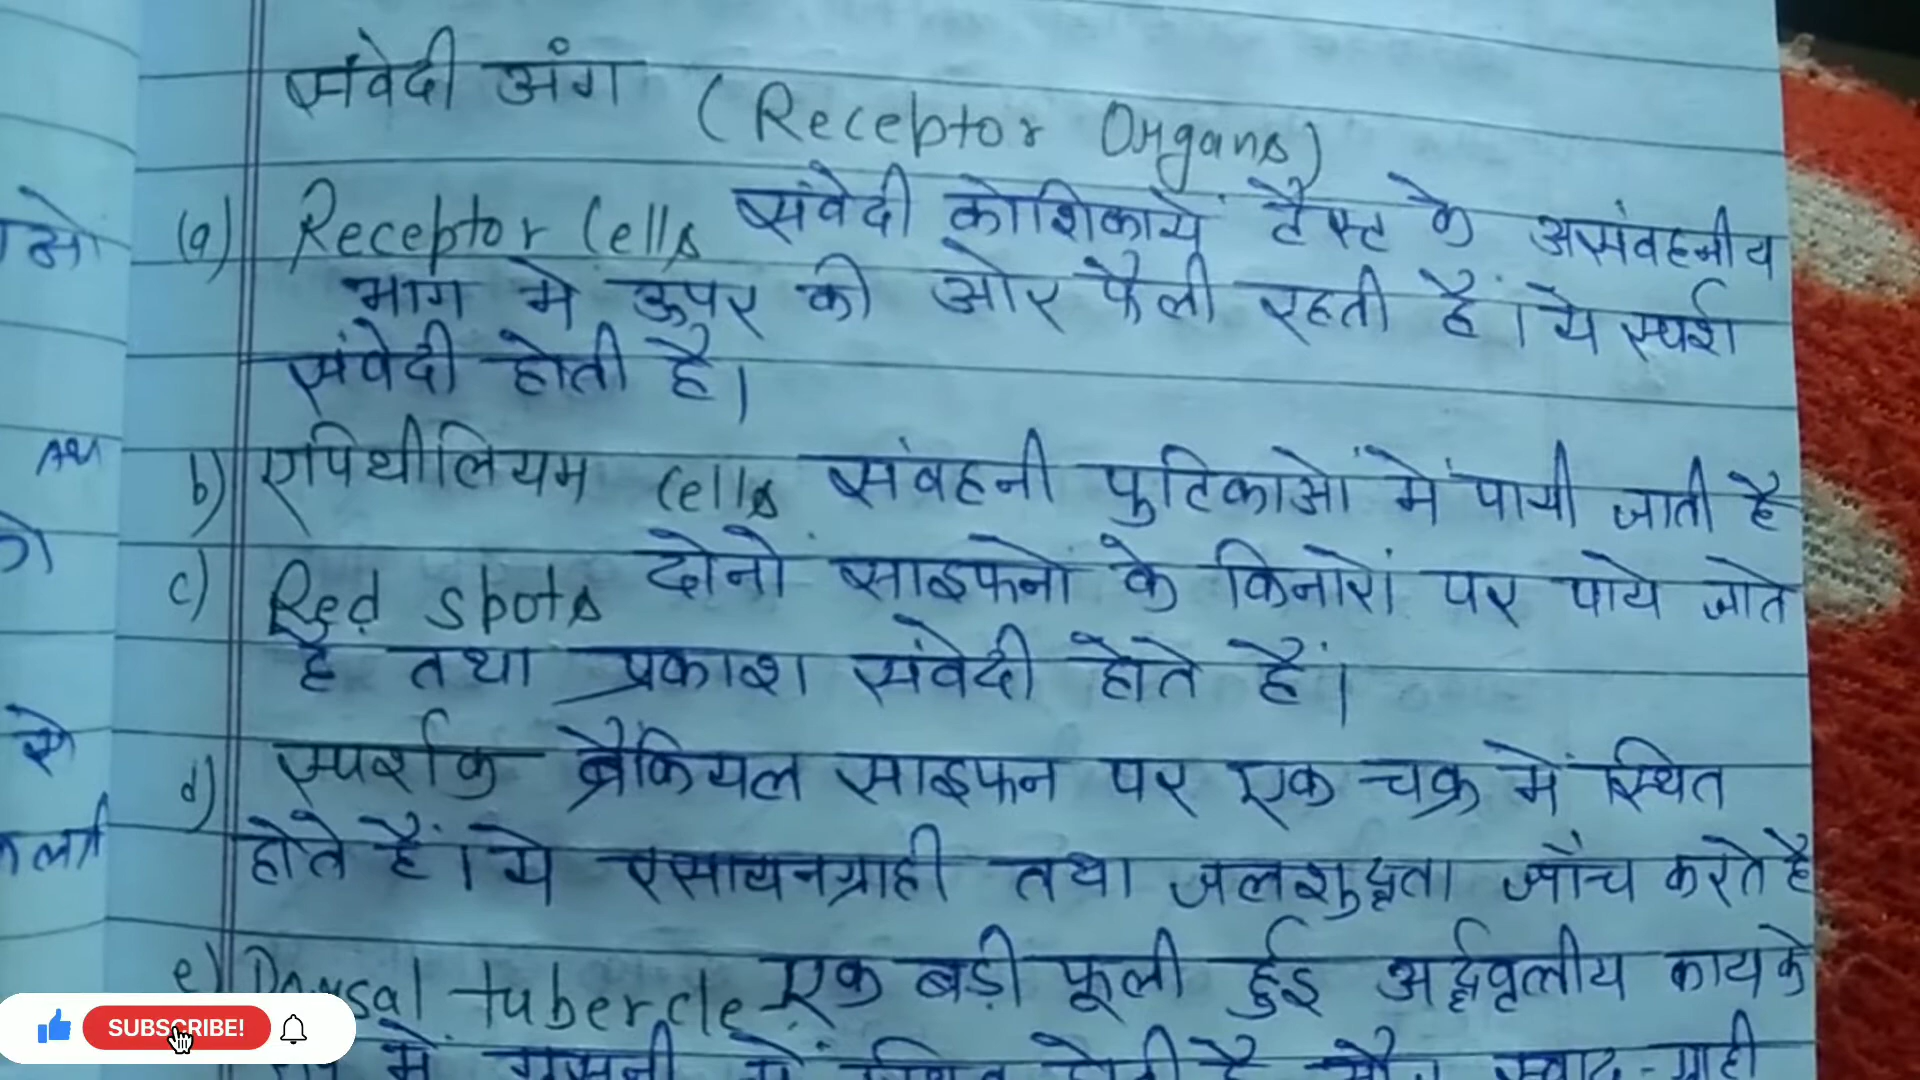 संवेदी अंग (Receptor Organs)
(a) Receptor Cells संवेदी कोशिकायें टैस्ट के असंवहनीय
भाग मे ऊपर की ओर फैली रहती हैं। ये स्पर्श
संवेदी होती है।
b) एपिथीलियम Cells संवहनी पुटिकाओं में पायी जाती है
c) Red spots दोनों साइफनों के किनारों पर पाये जाते
है तथा प्रकाश संवेदी होते हैं।
d) स्पर्शक ब्रैंकियल साइफन पर एक चक्र में स्थित
होते हैं। ये रसायनग्राही तथा जलशुद्धता जाँच करते है
e) Dorsal tubercle एक बड़ी फूली हुई अर्द्धवृत्तीय काय के
में ग्रसनी में स्थित होती है स्वाद-ग्राही
SUBSCRIBE!